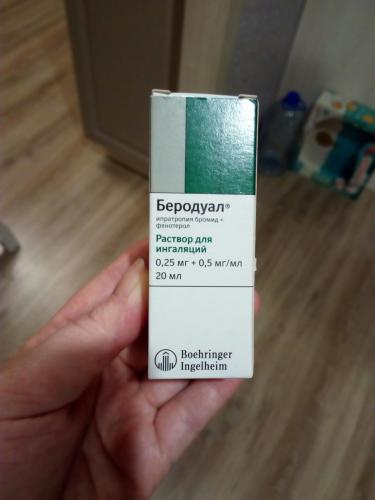 Беродуал®
ипратропия бромид +
фенотерол
Раствор для
ингаляций
0,25 мг + 0,5 мг/мл
20 мл
Boehringer
Ingelheim